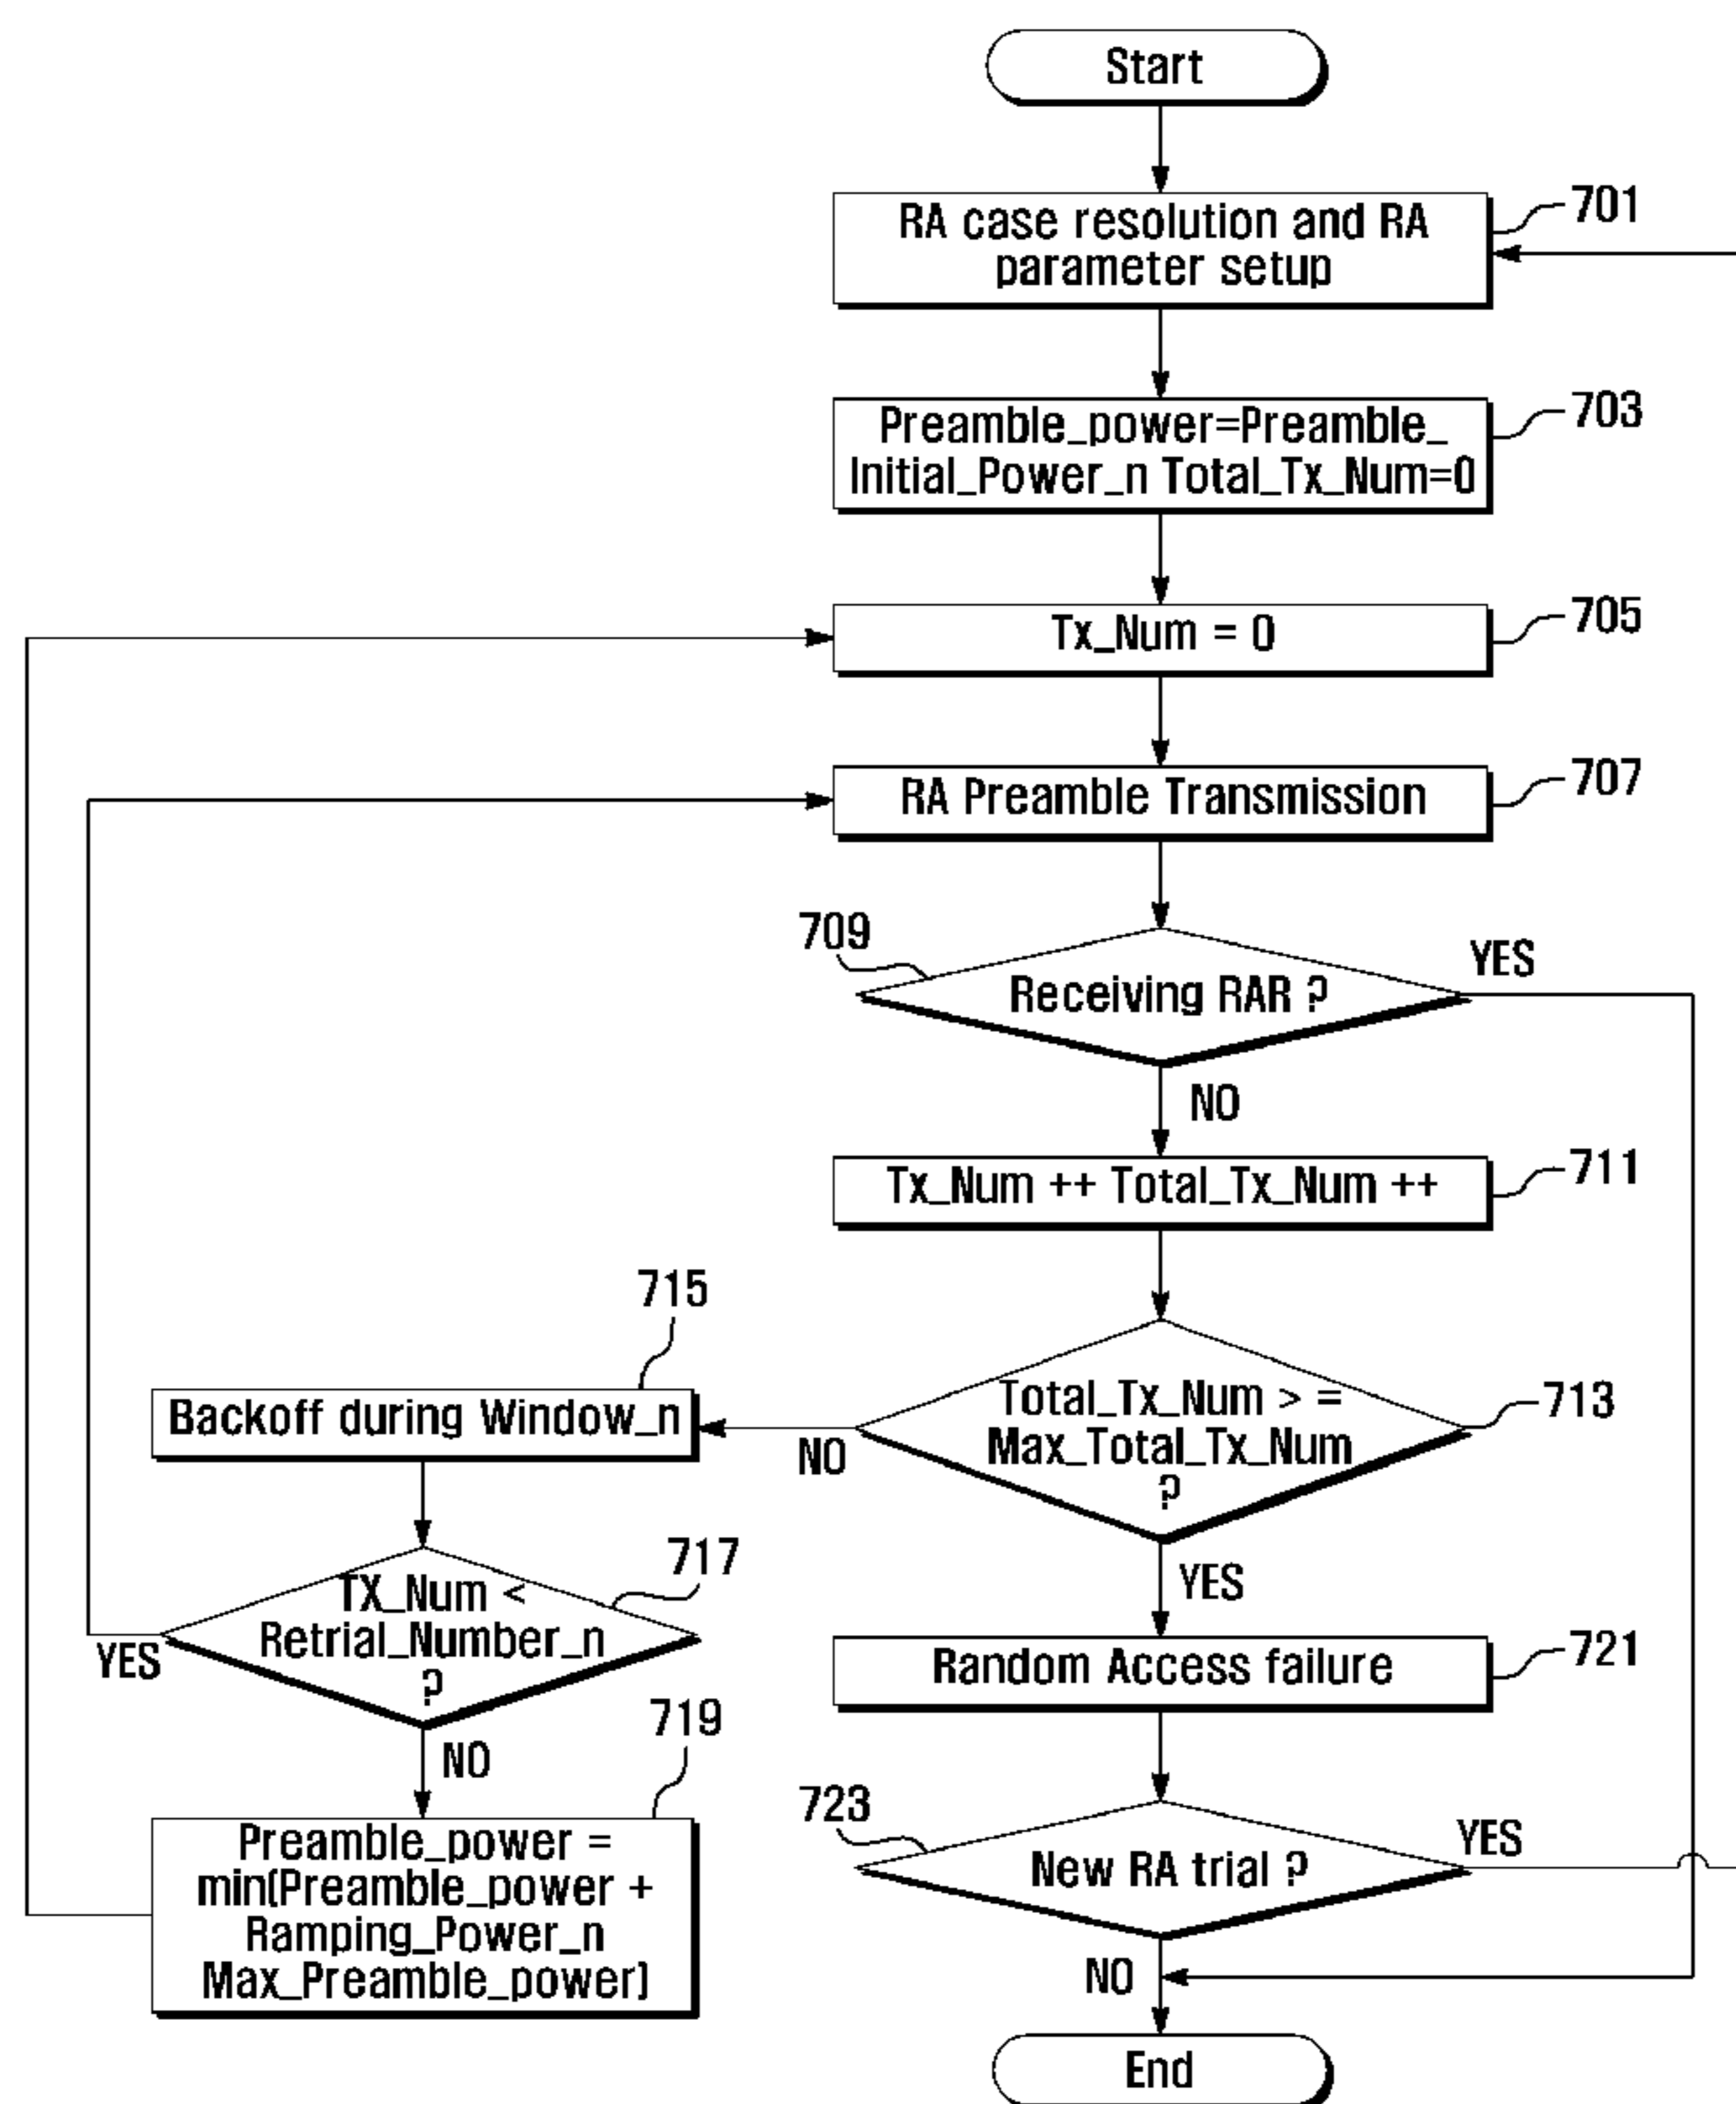 Start
RA case resolution and RA
parameter setup
701
Preamble_power=Preamble_
Initial_Power_n Total_Tx_Num=0
703
Tx_Num = 0
705
RA Preamble Transmission
707
709
Receiving RAR ?
YES
NO
Tx_Num ++ Total_Tx_Num ++
711
715
Backoff during Window_n
Total_Tx_Num > =
Max_Total_Tx_Num
?
713
NO
YES
717
TX_Num <
Retrial_Number_n
?
YES
NO
Random Access failure
721
719
Preamble_power =
min(Preamble_power +
Ramping_Power_n
Max_Preamble_power)
723
New RA trial ?
YES
NO
End